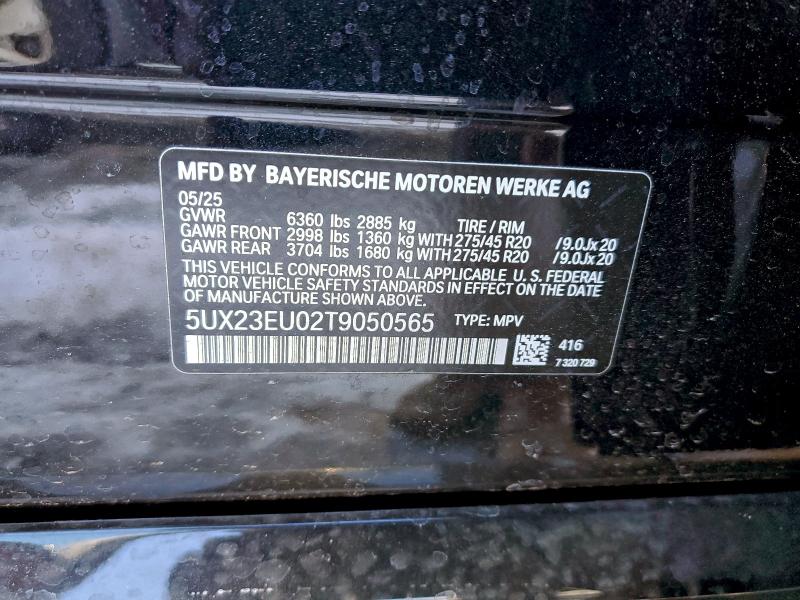 MFD BY BAYERISCHE MOTOREN WERKE AG
05/25
GVWR 6360 lbs 2885 kg TIRE / RIM
GAWR FRONT 2998 lbs 1360 kg WITH 275/45 R20 /9.0Jx20
GAWR REAR 3704 lbs 1680 kg WITH 275/45 R20 /9.0Jx20
THIS VEHICLE CONFORMS TO ALL APPLICABLE U. S. FEDERAL
MOTOR VEHICLE SAFETY STANDARDS IN EFFECT ON THE DATE
OF MANUFACTURE SHOWN ABOVE.
5UX23EU02T9050565 TYPE: MPV
416
7 320 729